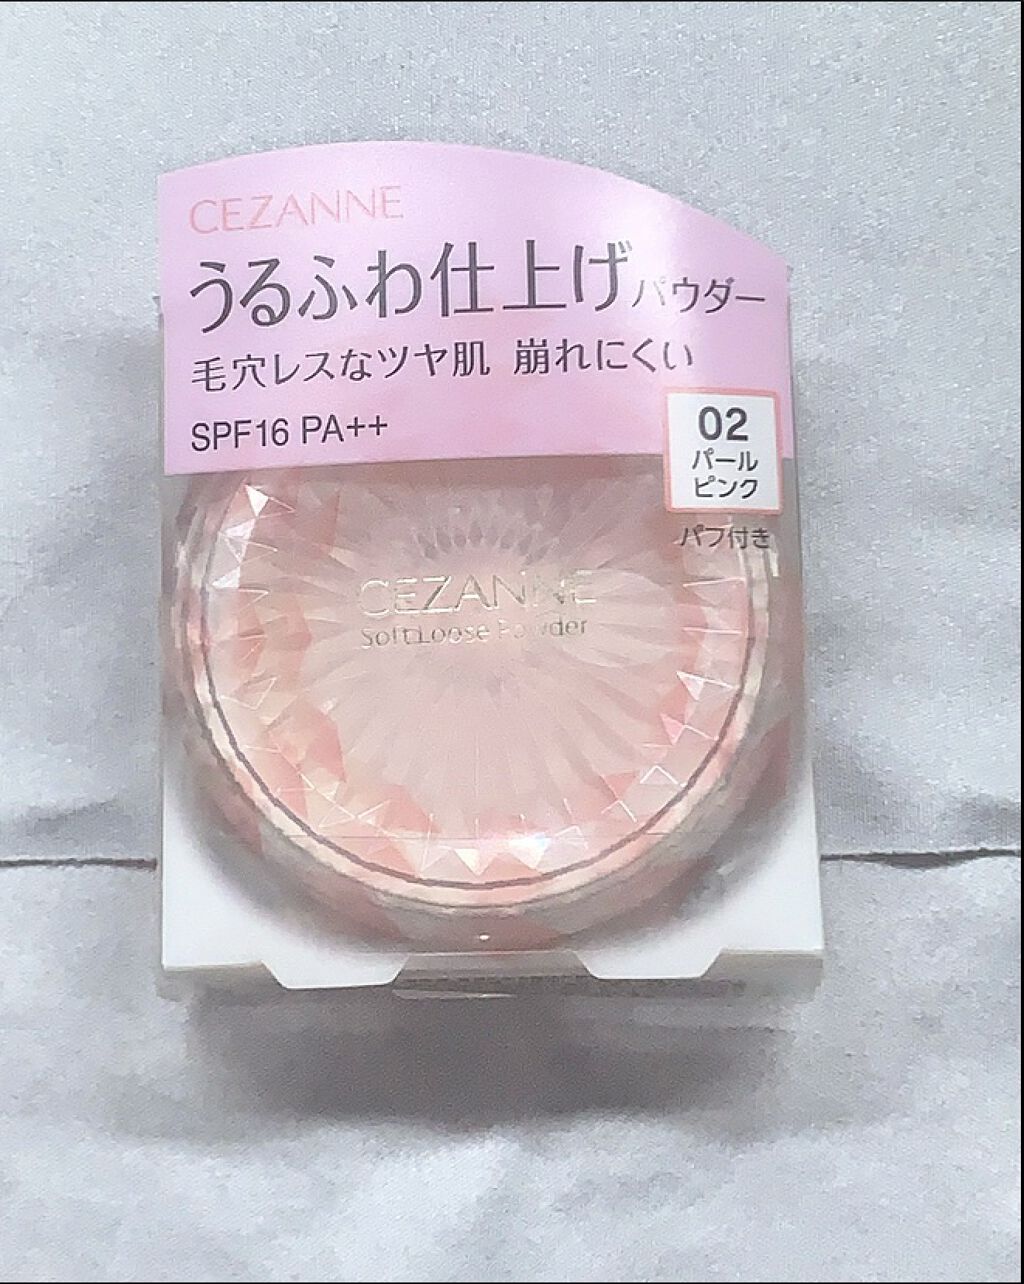 CEZANNE
うるふわ仕上げパウダー
毛穴レスなツヤ肌 崩れにくい
SPF16 PA++
02
パール
ピンク
パフ付き
CEZANNE
Soft Loose Powder